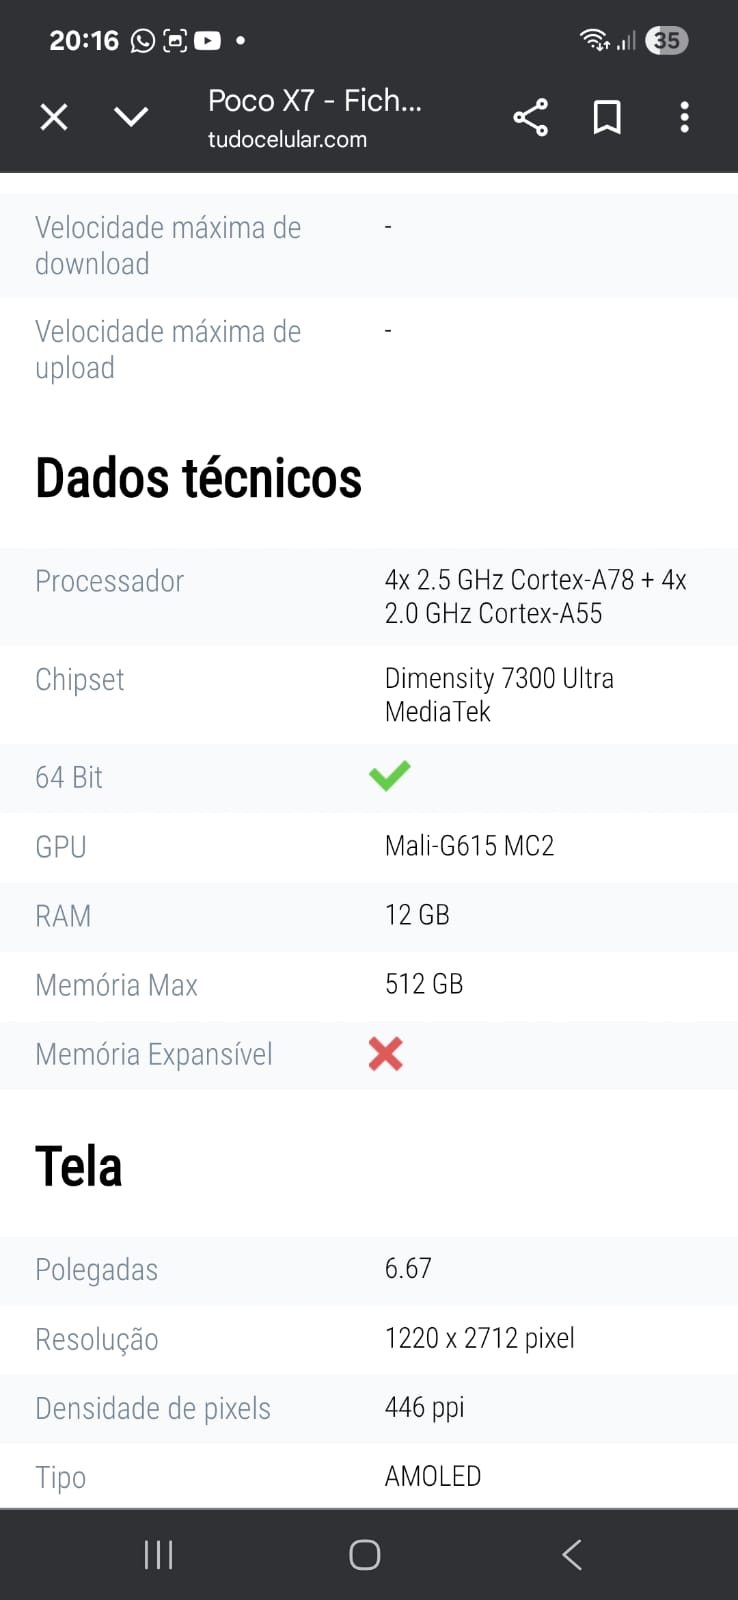 20:16
35
Poco X7 - Fich...
tudocelular.com
Velocidade máxima de
download
-
Velocidade máxima de
upload
-
Dados técnicos
Processador
4x 2.5 GHz Cortex-A78 + 4x
2.0 GHz Cortex-A55
Chipset
Dimensity 7300 Ultra
MediaTek
64 Bit
GPU
Mali-G615 MC2
RAM
12 GB
Memória Max
512 GB
Memória Expansível
Tela
Polegadas
6.67
Resolução
1220 x 2712 pixel
Densidade de pixels
446 ppi
Tipo
AMOLED